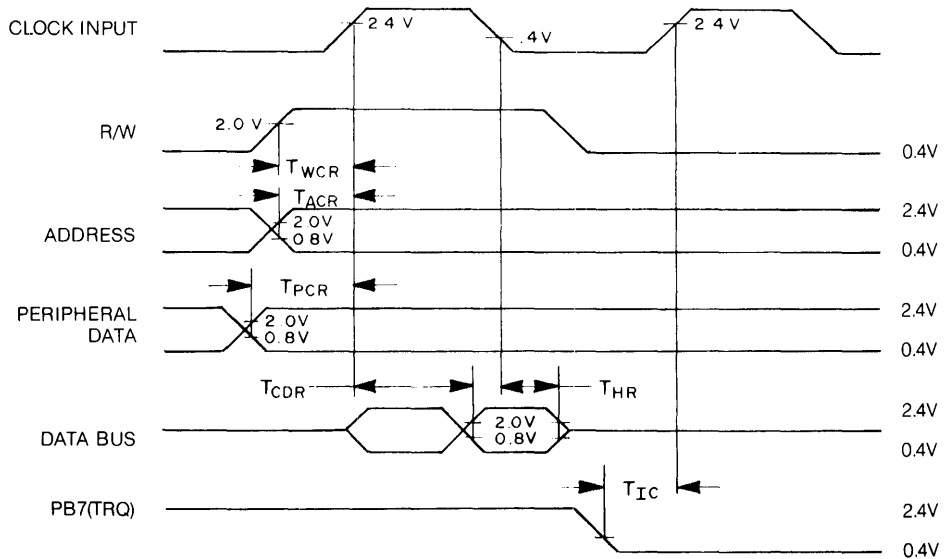 CLOCK INPUT
2 4 V
.4V
2 4 V
R/W
2.0 V
0.4V
TWCR
TACR
ADDRESS
2.0V
0.8V
2.4V
0.4V
TPCR
PERIPHERAL
DATA
2.0V
0.8V
2.4V
0.4V
TCDR
THR
DATA BUS
2.0V
0.8V
2.4V
0.4V
TIC
PB7(TRQ)
2.4V
0.4V